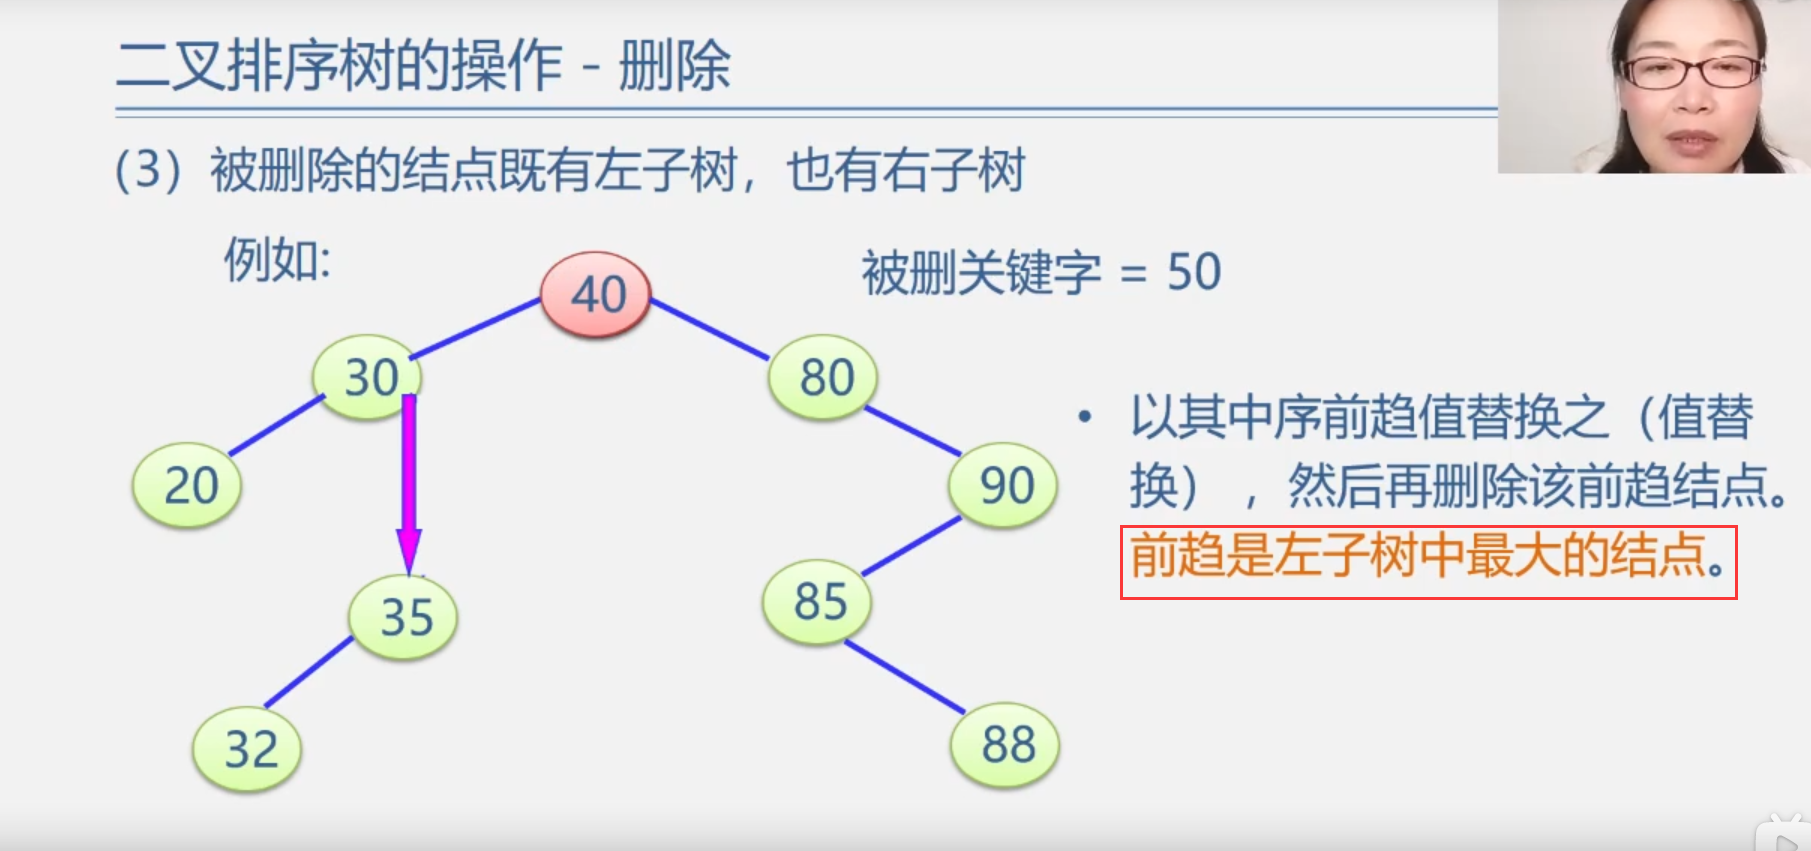 二叉排序树的操作 - 删除
（3）被删除的结点既有左子树，也有右子树
例如:
被删关键字 = 50
40
30
80
20
90
35
85
32
88
• 以其中序前趋值替换之（值替
换），然后再删除该前趋结点。
前趋是左子树中最大的结点。